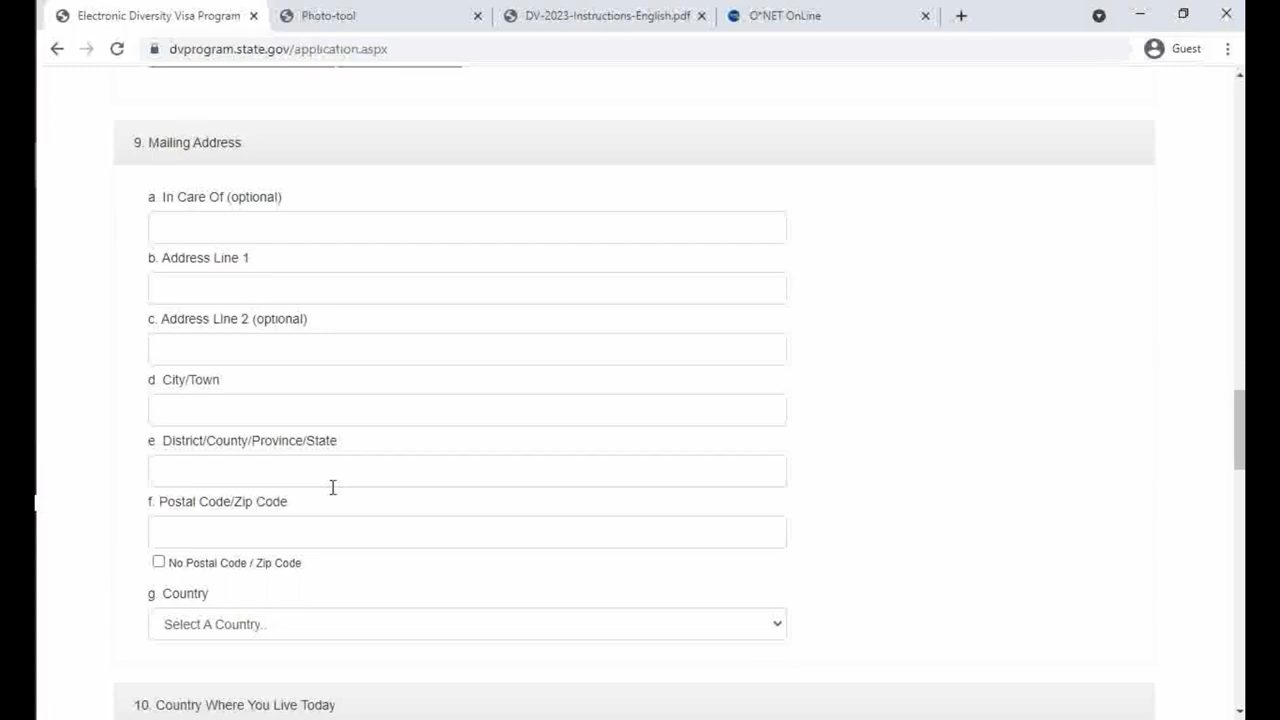 Electronic Diversity Visa Program
Photo-tool
DV-2023-Instructions-English.pdf
O*NET OnLine
dvprogram.state.gov/application.aspx
Guest
9. Mailing Address
a In Care Of (optional)
b. Address Line 1
c. Address Line 2 (optional)
d City/Town
e District/County/Province/State
f. Postal Code/Zip Code
No Postal Code / Zip Code
g Country
Select A Country..
10. Country Where You Live Today